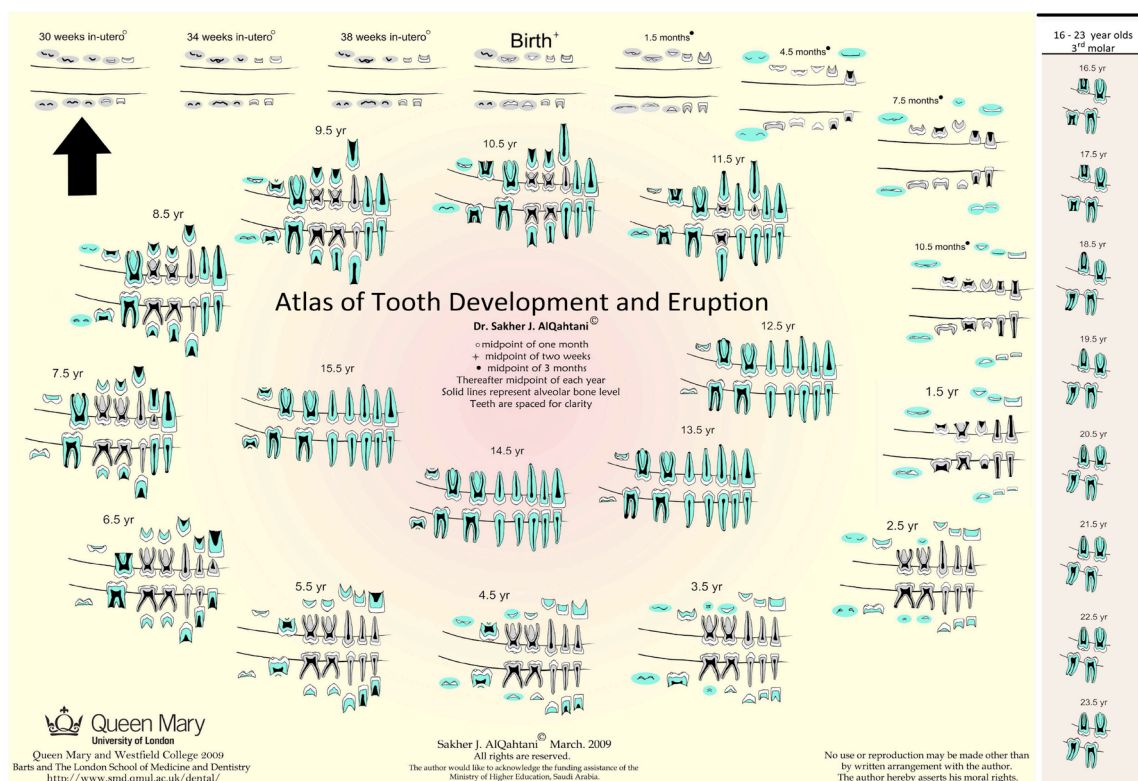 30 weeks in-utero○
34 weeks in-utero○
38 weeks in-utero○
Birth+
1.5 months●
4.5 months●
7.5 months●
10.5 months●
16 - 23 year olds
3rd molar
16.5 yr
17.5 yr
18.5 yr
19.5 yr
20.5 yr
21.5 yr
22.5 yr
23.5 yr
9.5 yr
10.5 yr
11.5 yr
8.5 yr
Atlas of Tooth Development and Eruption
Dr. Sakher J. AlQahtani©
○ midpoint of one month
+ midpoint of two weeks
● midpoint of 3 months
Thereafter midpoint of each year
Solid lines represent alveolar bone level
Teeth are spaced for clarity
12.5 yr
7.5 yr
15.5 yr
1.5 yr
14.5 yr
13.5 yr
6.5 yr
2.5 yr
5.5 yr
4.5 yr
3.5 yr
Queen Mary
University of London
Queen Mary and Westfield College 2009
Barts and The London School of Medicine and Dentistry
http://www.smd.qmul.ac.uk/dental/
Sakher J. AlQahtani© March. 2009
All rights are reserved.
The author would like to acknowledge the funding assistance of the
Ministry of Higher Education, Saudi Arabia.
No use or reproduction may be made other than
by written arrangement with the author.
The author hereby asserts his moral rights.